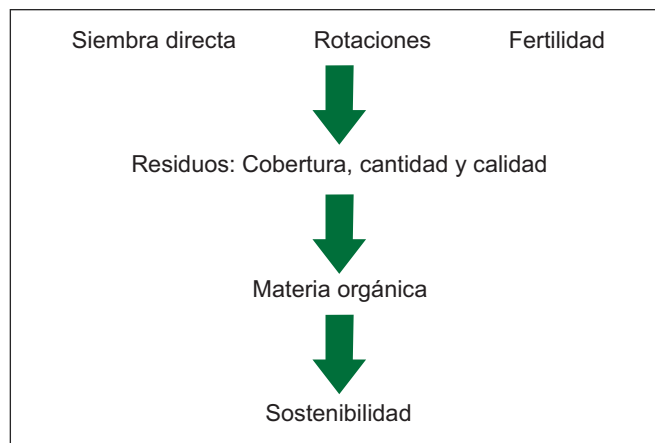 Siembra directa Rotaciones Fertilidad
Residuos: Cobertura, cantidad y calidad
Materia orgánica
Sostenibilidad